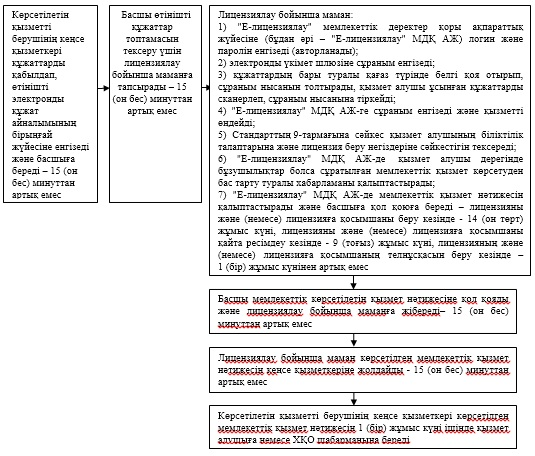 Көрсетілетін
қызметті
берушінің кеңсе
қызметкері
құжаттарды
қабылдап,
өтінішті
электронды
құжат
айналымының
бірыңғай
жүйесіне енгізеді
және басшыға
береді – 15 (он
бес) минуттан
артық емес
Басшы өтінішті
құжаттар
топтамасын
тексеру үшін
лицензиялау
бойынша маманға
тапсырады – 15
(он бес) минуттан
артық емес
Лицензиялау бойынша маман:
1) "Е-лицензиялау" мемлекеттік деректер қоры ақпараттық
жүйесіне (бұдан әрі – "Е-лицензиялау" МДҚ АЖ) логин және
паролін енгізеді (авторланады);
2) электронды үкімет шлюзіне сұраным енгізеді;
3) құжаттардың бары туралы қағаз түрінде белгі қоя отырып,
сұраным нысанын толтырады, қызмет алушы ұсынған құжаттарды
сканерлеп, сұраным нысанына тіркейді;
4) "Е-лицензиялау" МДҚ АЖ-ге сұраным енгізеді және қызметті
өңдейді;
5) Стандарттың 9-тармағына сәйкес қызмет алушының біліктілік
талаптарына және лицензия беру негіздеріне сәйкестігін тексереді;
6) "Е-лицензиялау" МДҚ АЖ-де қызмет алушы дерегінде
бұзушылықтар болса сұратылған мемлекеттік қызмет көрсетуден
бас тарту туралы хабарламаны қалыптастырады;
7) "Е-лицензиялау" МДҚ АЖ-де мемлекеттік қызмет нәтижесін
қалыптастырады және басшыға қол қоюға береді – лицензияны
және (немесе) лицензияға қосымшаны беру кезінде - 14 (он төрт)
жұмыс күні, лицензияны және (немесе) лицензияға қосымшаны
қайта ресімдеу кезінде - 9 (тоғыз) жұмыс күні, лицензияның және
(немесе) лицензияға қосымшаның телнұсқасын беру кезінде –
1 (бір) жұмыс күнінен артық емес
Басшы мемлекеттік көрсетілетін қызмет нәтижесіне қол қояды
және лицензиялау бойынша маманға жібереді– 15 (он бес)
минуттан артық емес
Лицензиялау бойынша маман көрсетілген мемлекеттік қызмет
нәтижесін кеңсе қызметкеріне жолдайды - 15 (он бес) минуттан
артық емес
Көрсетілетін қызметті берушінің кеңсе қызметкері көрсетілген
мемлекеттік қызмет нәтижесін 1 (бір) жұмыс күні ішінде қызмет
алушыға немесе ХҚО шабарманына береді